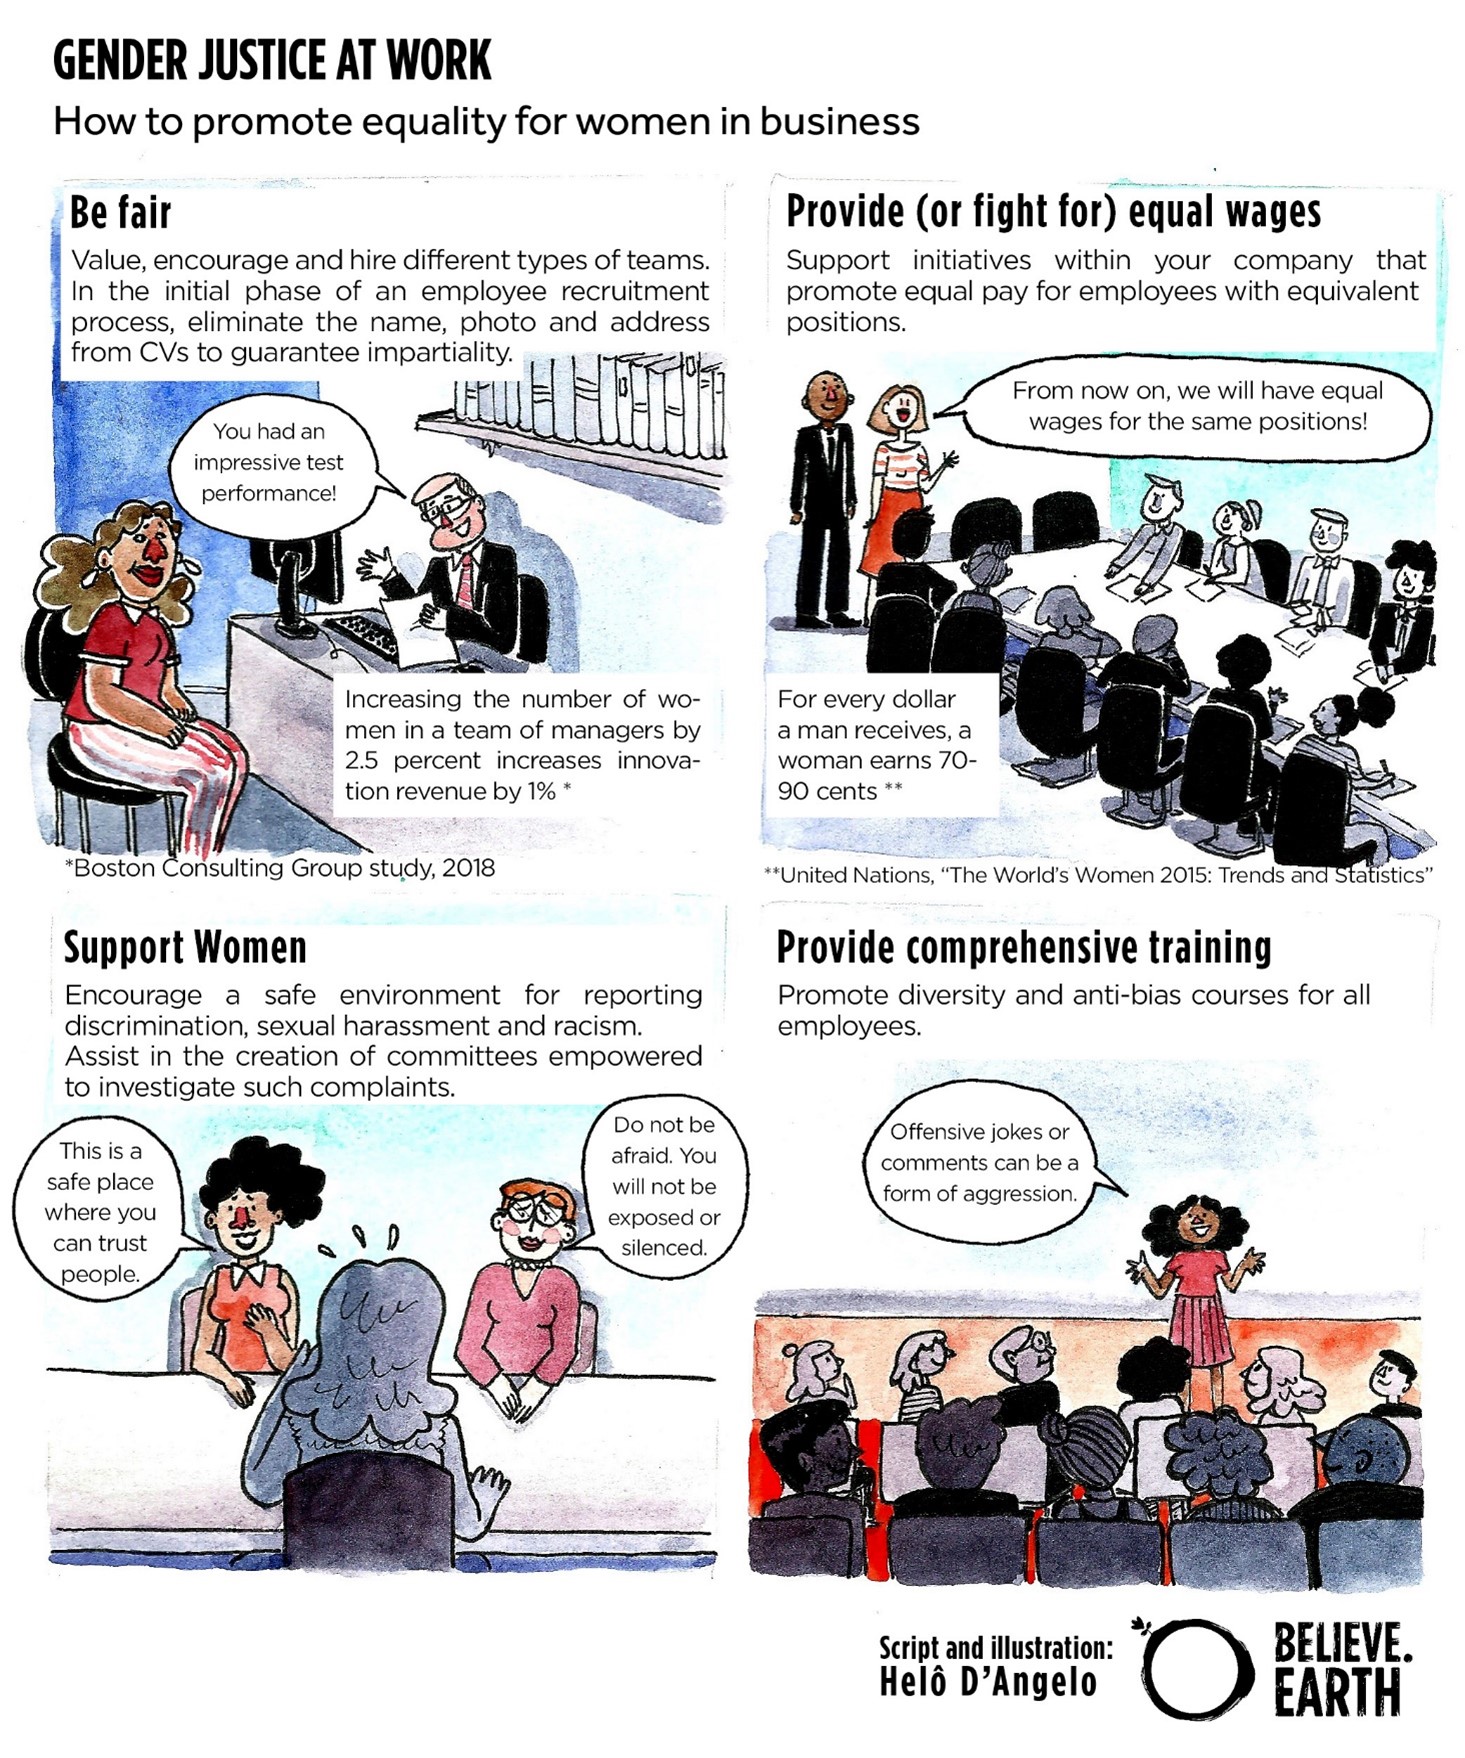 GENDER JUSTICE AT WORK
How to promote equality for women in business
Be fair
Value, encourage and hire different types of teams.
In the initial phase of an employee recruitment
process, eliminate the name, photo and address
from CVs to guarantee impartiality.
You had an
impressive test
performance!
Increasing the number of wo-
men in a team of managers by
2.5 percent increases innova-
tion revenue by 1% *
*Boston Consulting Group study, 2018
Provide (or fight for) equal wages
Support initiatives within your company that
promote equal pay for employees with equivalent
positions.
From now on, we will have equal
wages for the same positions!
For every dollar
a man receives, a
woman earns 70-
90 cents **
**United Nations, “The World’s Women 2015: Trends and Statistics”
Support Women
Encourage a safe environment for reporting
discrimination, sexual harassment and racism.
Assist in the creation of committees empowered
to investigate such complaints.
This is a
safe place
where you
can trust
people.
Do not be
afraid. You
will not be
exposed or
silenced.
Provide comprehensive training
Promote diversity and anti-bias courses for all
employees.
Offensive jokes or
comments can be a
form of aggression.
Script and illustration:
Helô D’Angelo
BELIEVE.
EARTH